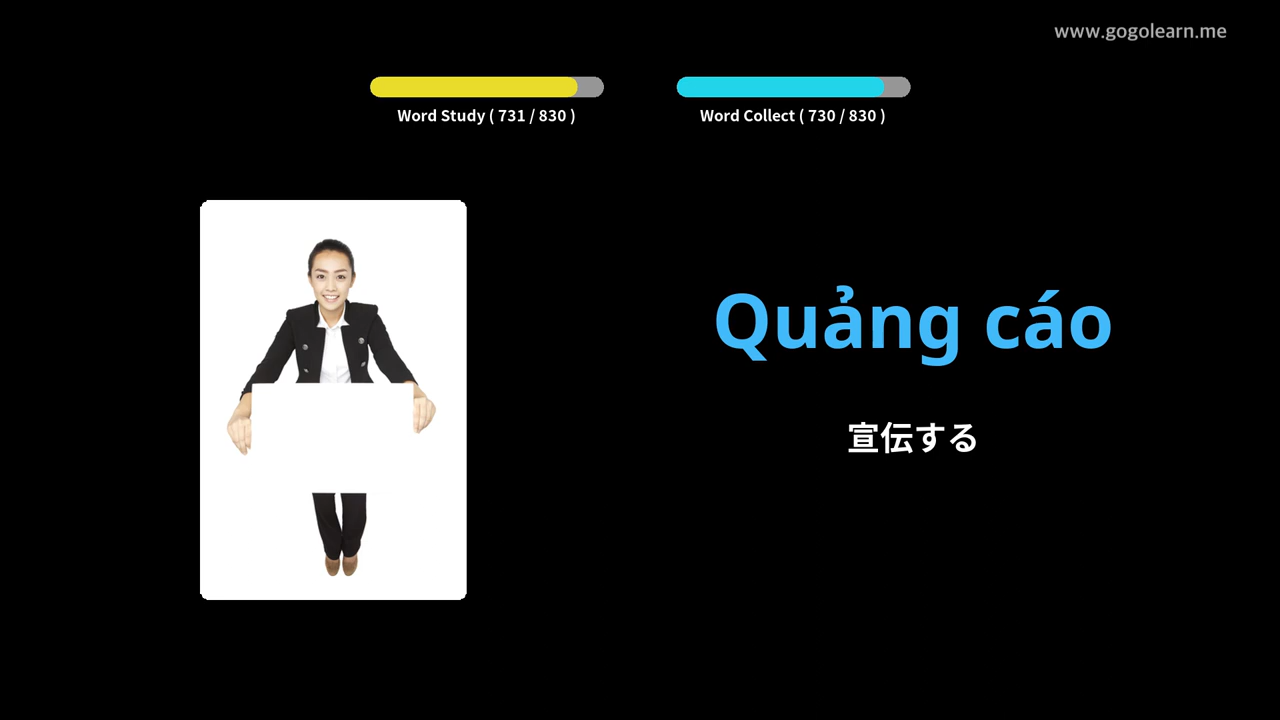 www.gogolearn.me
Word Study ( 731 / 830 )
Word Collect ( 730 / 830 )
Quảng cáo
宣伝する